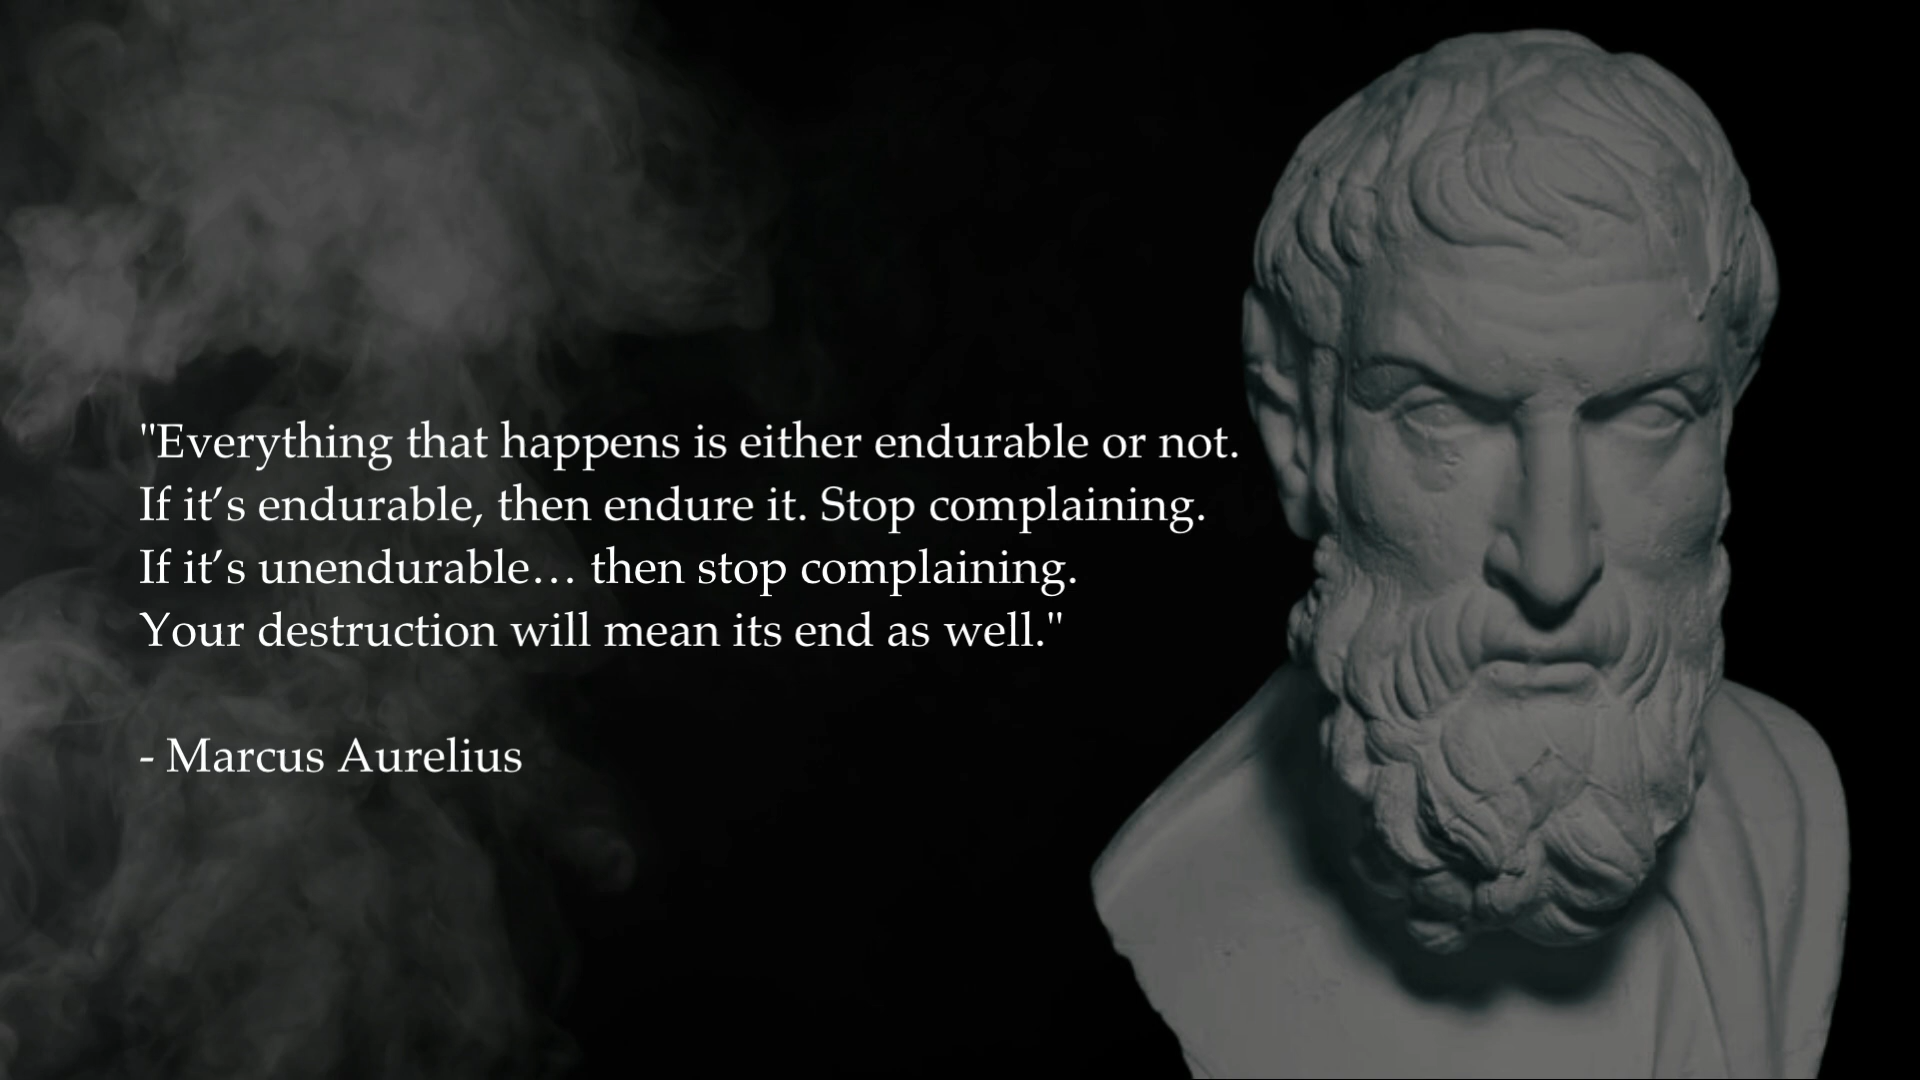 "Everything that happens is either endurable or not.
If it’s endurable, then endure it. Stop complaining.
If it’s unendurable… then stop complaining.
Your destruction will mean its end as well."
- Marcus Aurelius